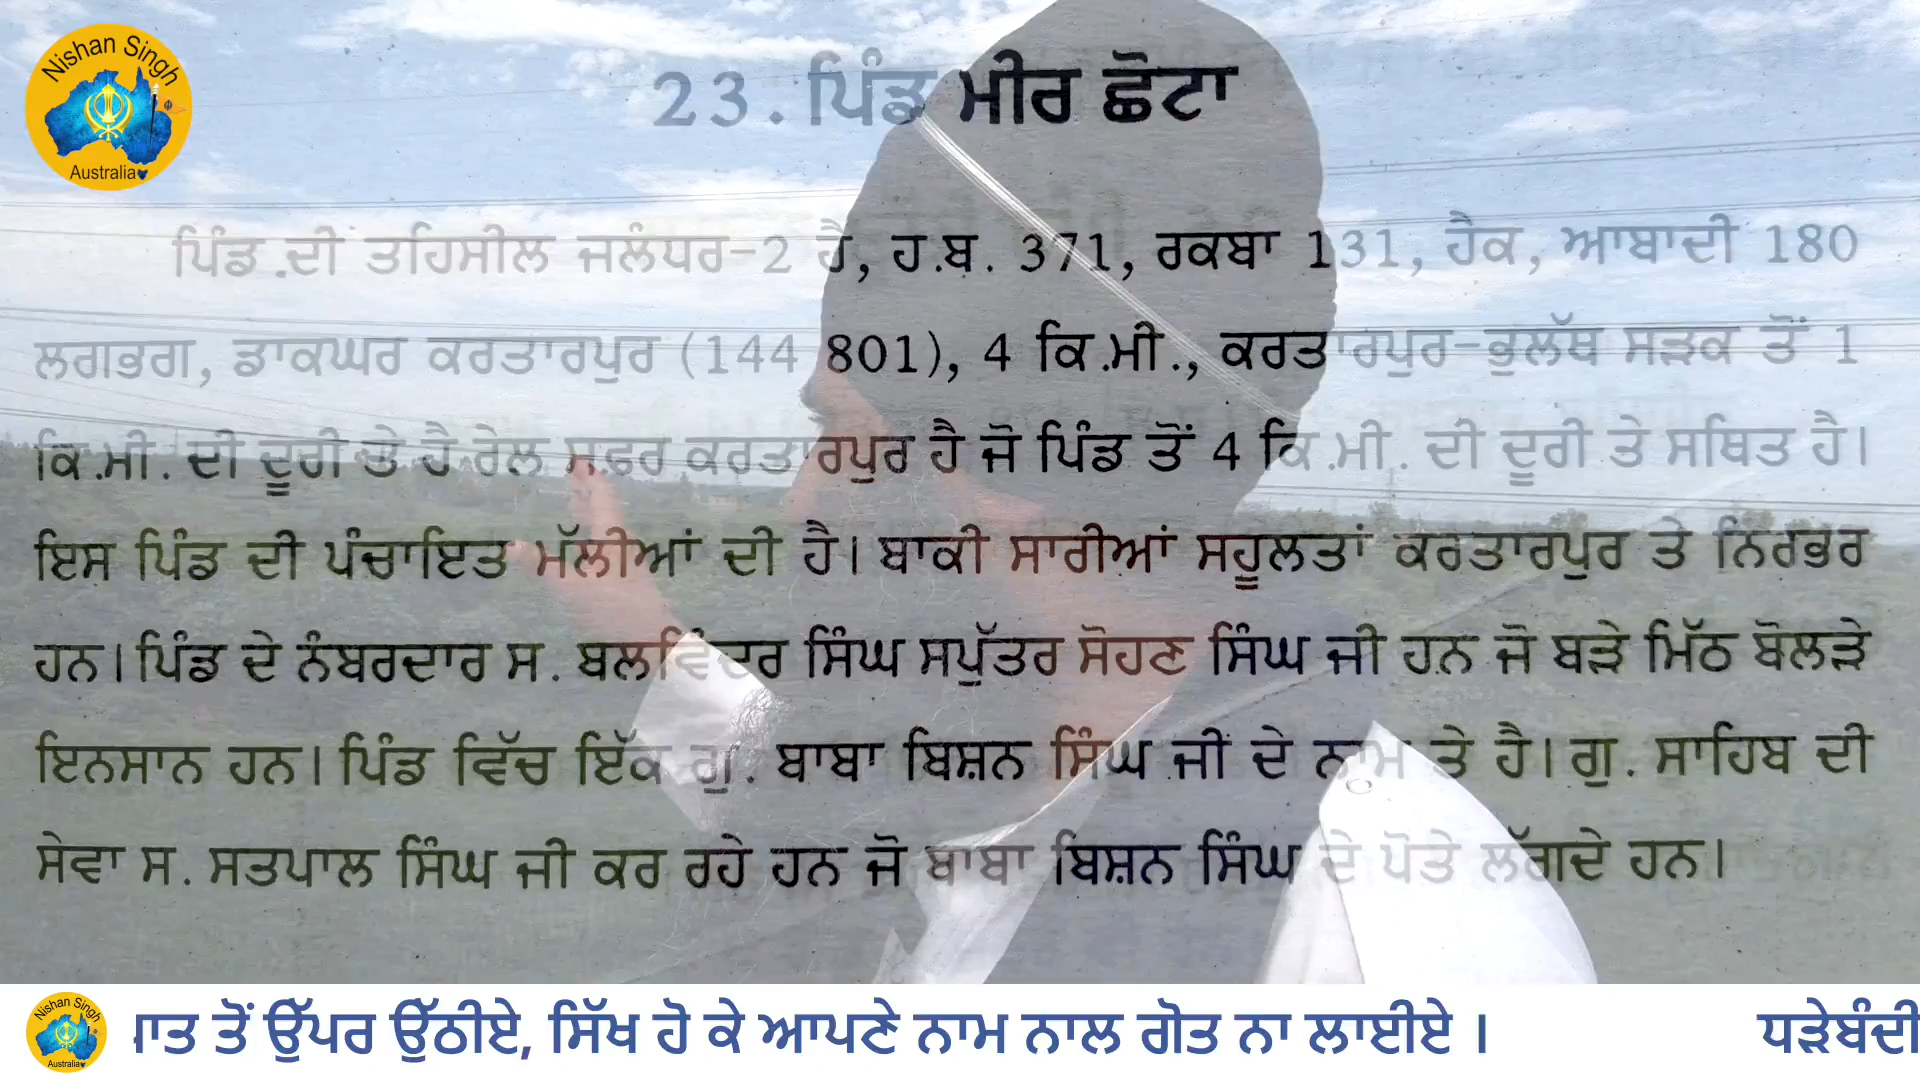 Nishan Singh
Australia
23. ਪਿੰਡ ਮੀਰ ਛੋਟਾ
ਪਿੰਡ ਦੀ ਤਹਿਸੀਲ ਜਲੰਧਰ-2 ਹੈ, ਹ.ਬ. 371, ਰਕਬਾ 131, ਹੈਕ, ਆਬਾਦੀ 180
ਲਗਭਗ, ਡਾਕਘਰ ਕਰਤਾਰਪੁਰ (144 801), 4 ਕਿ.ਮੀ., ਕਰਤਾਰਪੁਰ-ਭੁਲੱਥ ਸੜਕ ਤੋਂ 1
ਕਿ.ਮੀ. ਦੀ ਦੂਰੀ ਤੇ ਹੈ ਰੇਲ ਸਫ਼ਰ ਕਰਤਾਰਪੁਰ ਹੈ ਜੋ ਪਿੰਡ ਤੋਂ 4 ਕਿ.ਮੀ. ਦੀ ਦੂਰੀ ਤੇ ਸਥਿਤ ਹੈ।
ਇਸ ਪਿੰਡ ਦੀ ਪੰਚਾਇਤ ਮੱਲੀਆਂ ਦੀ ਹੈ। ਬਾਕੀ ਸਾਰੀਆਂ ਸਹੂਲਤਾਂ ਕਰਤਾਰਪੁਰ ਤੇ ਨਿਰਭਰ
ਹਨ। ਪਿੰਡ ਦੇ ਨੰਬਰਦਾਰ ਸ. ਬਲਵਿੰਦਰ ਸਿੰਘ ਸਪੁੱਤਰ ਸੋਹਣ ਸਿੰਘ ਜੀ ਹਨ ਜੋ ਬੜੇ ਮਿੱਠ ਬੋਲੜੇ
ਇਨਸਾਨ ਹਨ। ਪਿੰਡ ਵਿੱਚ ਇੱਕ ਗੁ. ਬਾਬਾ ਬਿਸ਼ਨ ਸਿੰਘ ਜੀ ਦੇ ਨਾਮ ਤੇ ਹੈ। ਗੁ. ਸਾਹਿਬ ਦੀ
ਸੇਵਾ ਸ. ਸਤਪਾਲ ਸਿੰਘ ਜੀ ਕਰ ਰਹੇ ਹਨ ਜੋ ਬਾਬਾ ਬਿਸ਼ਨ ਸਿੰਘ ਦੇ ਪੋਤੇ ਲੱਗਦੇ ਹਨ।
Nishan Singh
Australia
ਤੋਂ ਉੱਪਰ ਉੱਠੀਏ, ਸਿੱਖ ਹੋ ਕੇ ਆਪਣੇ ਨਾਮ ਨਾਲ ਗੋਤ ਨਾ ਲਾਈਏ । ਧੜੇਬੰਦੀ